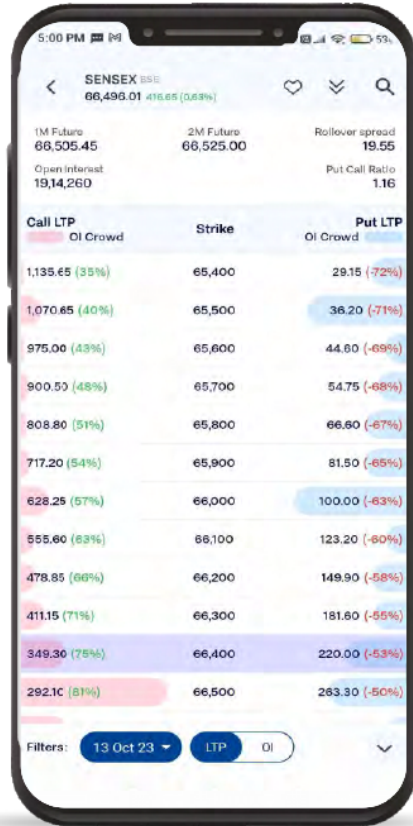 5:00 PM 53%
SENSEX BSE
66,496.01 416.65 (0.63%)
1M Future 2M Future Rollover spread
66,505.45 66,525.00 19.55
Open Interest Put Call Ratio
19,14,260 1.16
Call LTP Strike Put LTP
OI Crowd OI Crowd
1,135.65 (35%) 65,400 29.15 (-72%)
1,070.65 (40%) 65,500 36.20 (-71%)
975.00 (43%) 65,600 44.60 (-69%)
900.50 (48%) 65,700 54.75 (-68%)
808.80 (51%) 65,800 66.60 (-67%)
717.20 (54%) 65,900 81.50 (-65%)
628.25 (57%) 66,000 100.00 (-63%)
555.60 (63%) 66,100 123.20 (-60%)
478.85 (66%) 66,200 149.90 (-58%)
411.15 (71%) 66,300 181.60 (-55%)
349.30 (75%) 66,400 220.00 (-53%)
292.10 (81%) 66,500 263.30 (-50%)
Filters: 13 Oct 23 LTP OI